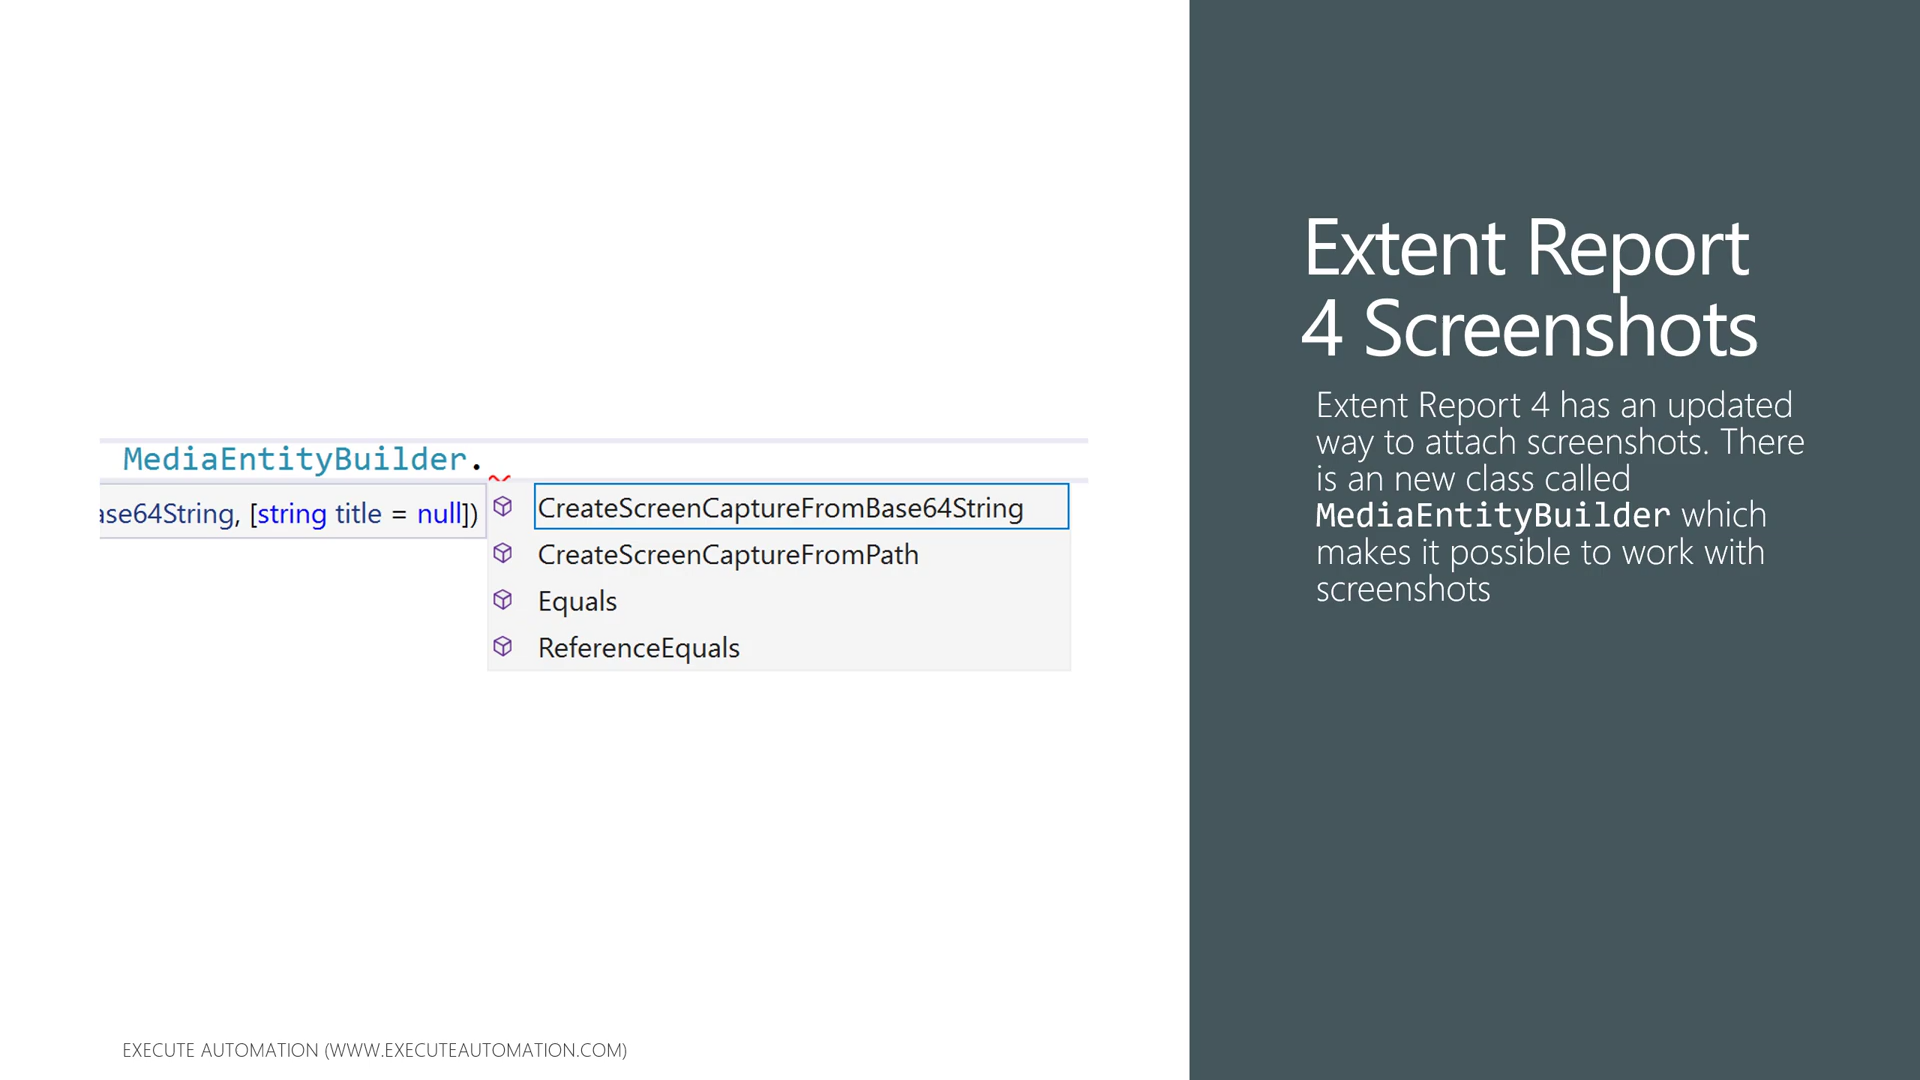 MediaEntityBuilder.
ase64String, [string title = null])
CreateScreenCaptureFromBase64String
CreateScreenCaptureFromPath
Equals
ReferenceEquals
EXECUTE AUTOMATION (WWW.EXECUTEAUTOMATION.COM)
Extent Report
4 Screenshots
Extent Report 4 has an updated
way to attach screenshots. There
is an new class called
MediaEntityBuilder which
makes it possible to work with
screenshots